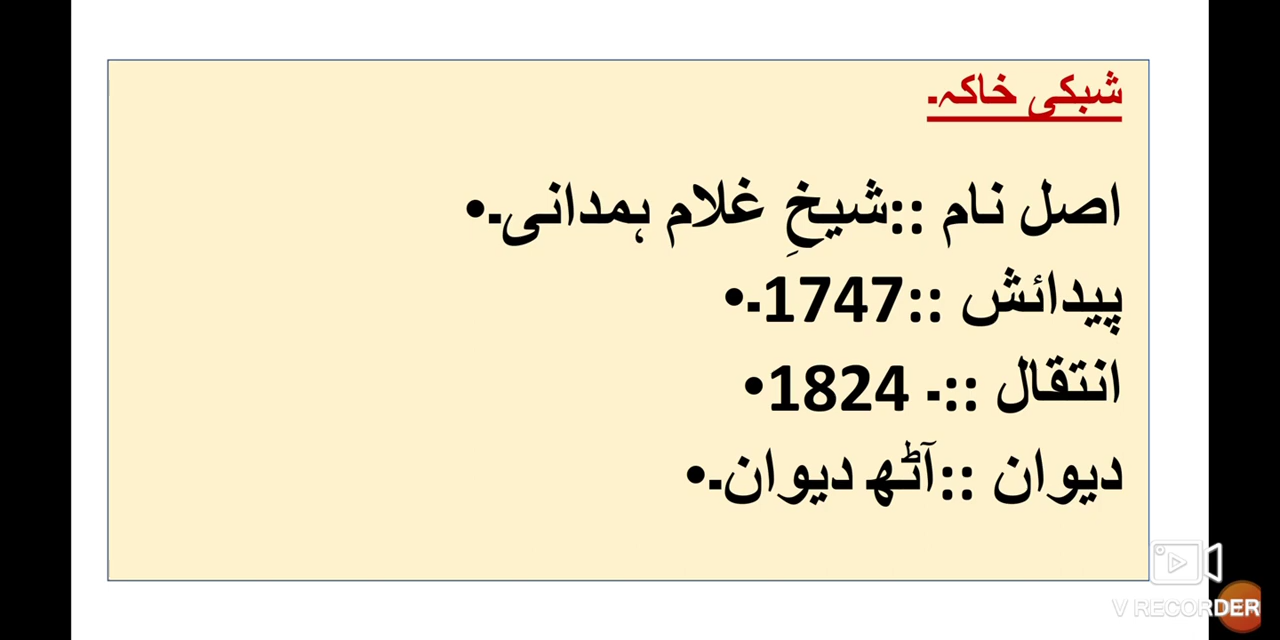 شبکی خاکہ۔
اصل نام ::شیخِ غلام ہمدانی۔•
پیدائش ::1747۔•
انتقال ::۔ 1824•
دیوان ::آٹھ دیوان۔•
V RECORDER